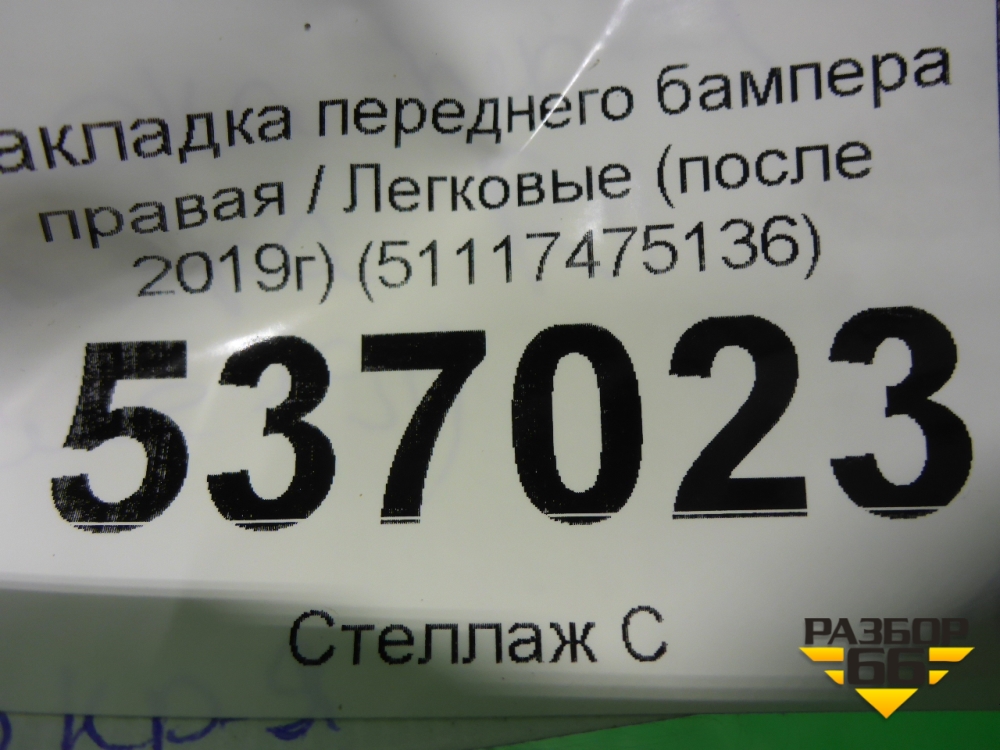 акладка переднего бампера
правая / Легковые (после
2019г) (51117475136)
537023
Стеллаж С
РАЗБОР
66